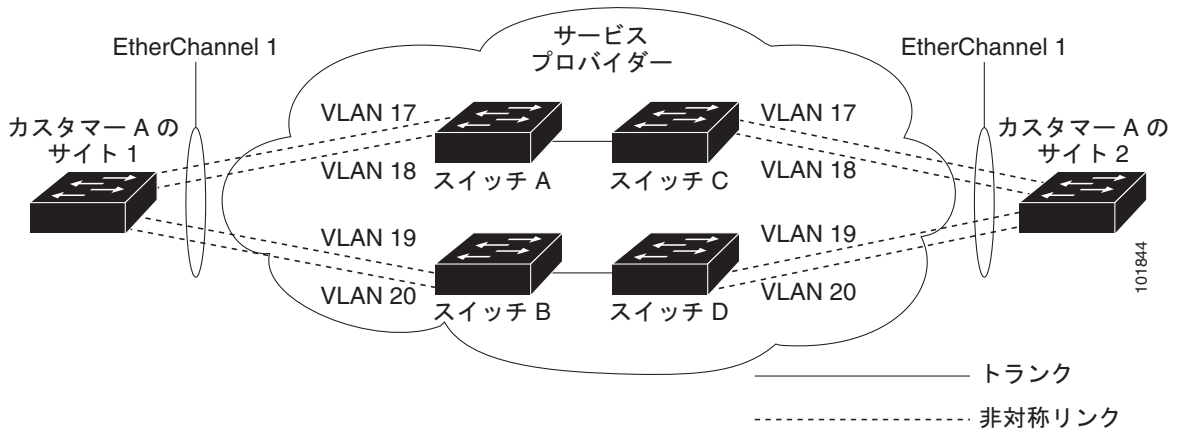 EtherChannel 1
サービス
プロバイダー
EtherChannel 1
カスタマー A の
サイト 1
VLAN 17
VLAN 18
スイッチ A
スイッチ C
VLAN 17
VLAN 18
カスタマー A の
サイト 2
VLAN 19
VLAN 20
スイッチ B
スイッチ D
VLAN 19
VLAN 20
101844
トランク
非対称リンク